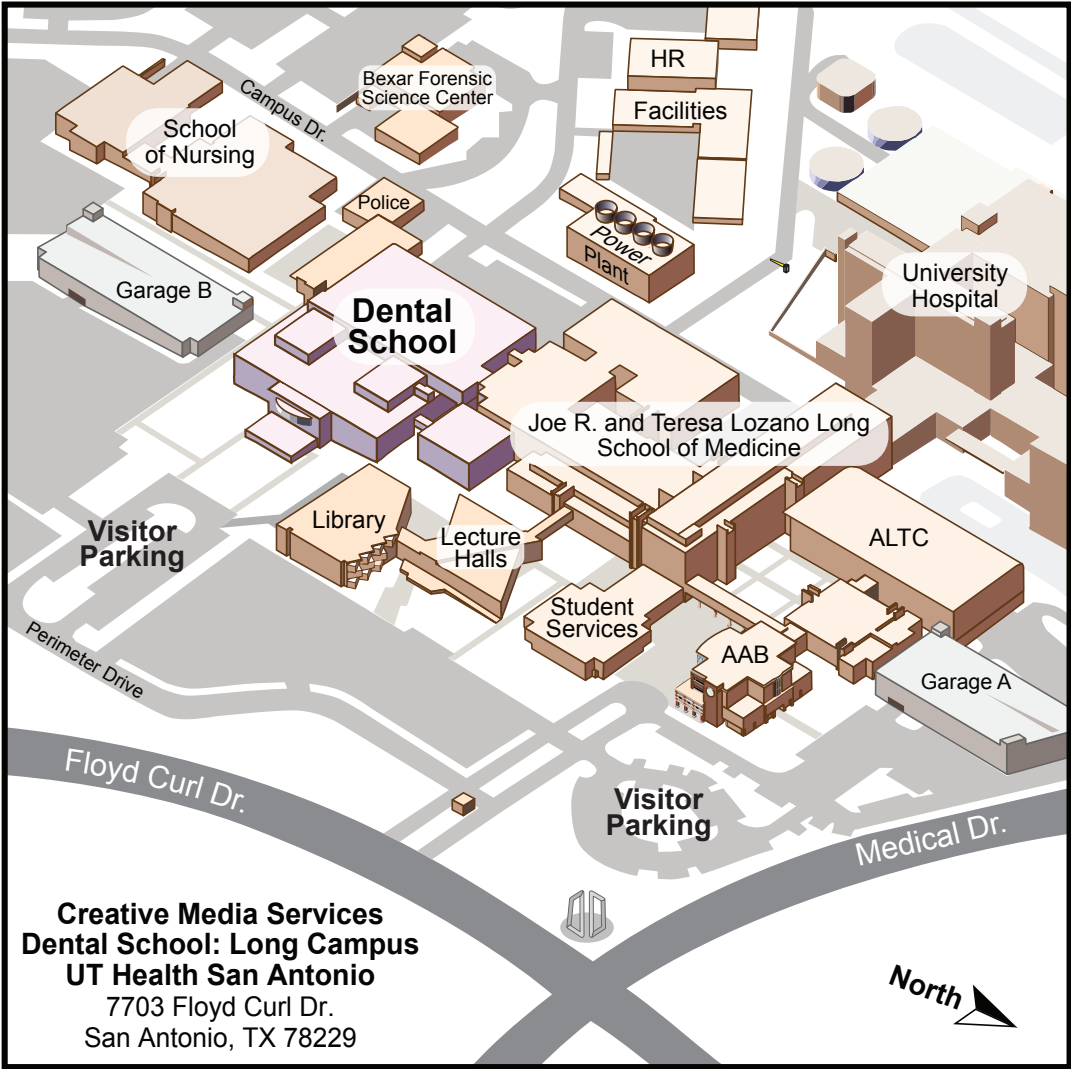 HR
Bexar Forensic
Science Center
Campus Dr.
Facilities
School
of Nursing
Police
Power
Plant
University
Hospital
Garage B
Dental
School
Joe R. and Teresa Lozano Long
School of Medicine
Library
Visitor
Parking
Lecture
Halls
ALTC
Student
Services
Perimeter Drive
AAB
Garage A
Floyd Curl Dr.
Visitor
Parking
Medical Dr.
Creative Media Services
Dental School: Long Campus
UT Health San Antonio
7703 Floyd Curl Dr.
San Antonio, TX 78229
North